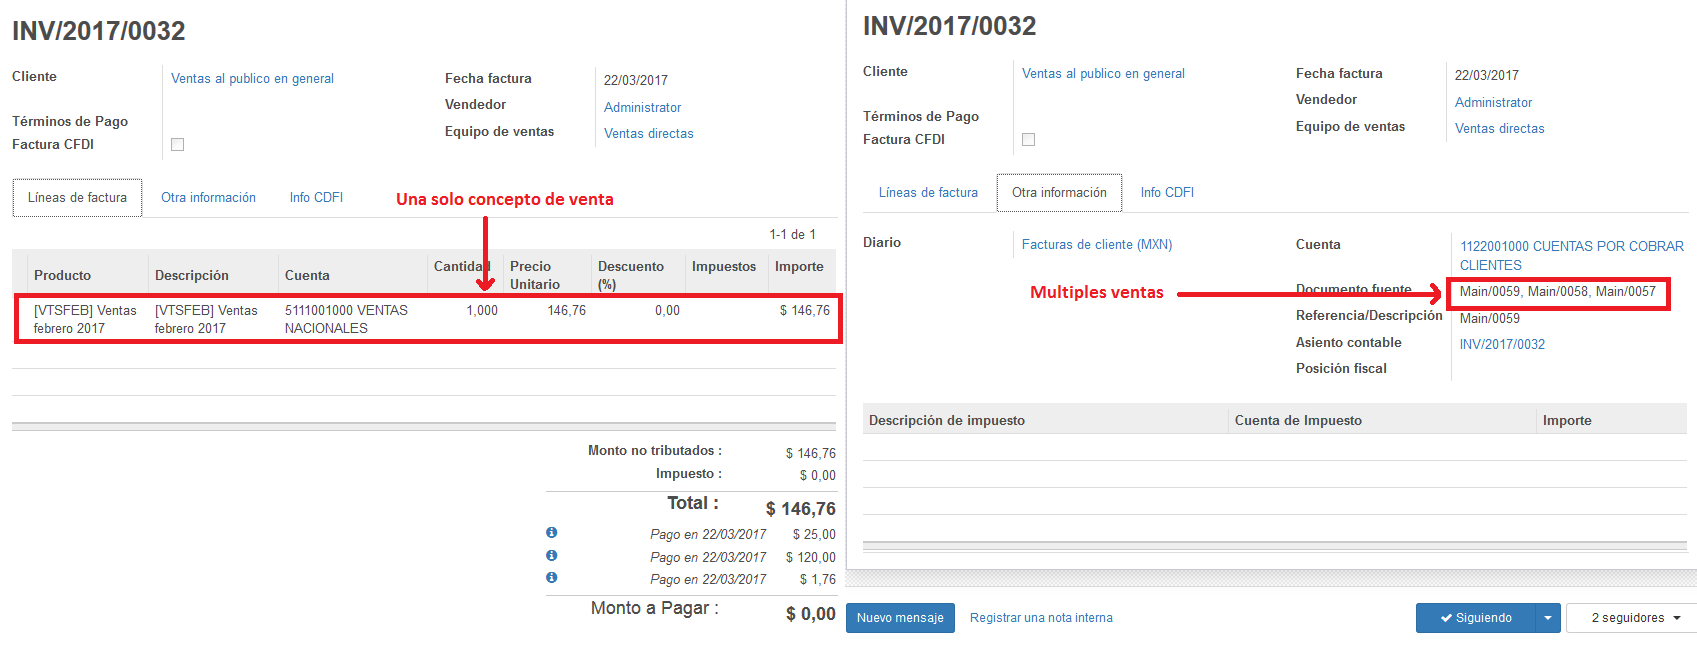 INV/2017/0032
Cliente
Ventas al publico en general
Fecha factura
22/03/2017
Vendedor
Administrator
Términos de Pago
Equipo de ventas
Ventas directas
Factura CFDI
Líneas de factura
Otra información
Info CDFI
Una solo concepto de venta
1-1 de 1
Producto
Descripción
Cuenta
Cantidad
Precio
Unitario
Descuento
(%)
Impuestos
Importe
[VTSFEB] Ventas
febrero 2017
[VTSFEB] Ventas
febrero 2017
5111001000 VENTAS
NACIONALES
1,000
146,76
0,00
$ 146,76
Monto no tributados :
$ 146,76
Impuesto :
$ 0,00
Total :
$ 146,76
Pago en 22/03/2017
$ 25,00
Pago en 22/03/2017
$ 120,00
Pago en 22/03/2017
$ 1,76
Monto a Pagar :
$ 0,00
INV/2017/0032
Cliente
Ventas al publico en general
Fecha factura
22/03/2017
Vendedor
Administrator
Términos de Pago
Equipo de ventas
Ventas directas
Factura CFDI
Líneas de factura
Otra información
Info CDFI
Diario
Facturas de cliente (MXN)
Cuenta
1122001000 CUENTAS POR COBRAR
CLIENTES
Multiples ventas
Documento fuente
Main/0059, Main/0058, Main/0057
Referencia/Descripción
Main/0059
Asiento contable
INV/2017/0032
Posición fiscal
Descripción de impuesto
Cuenta de Impuesto
Importe
Nuevo mensaje
Registrar una nota interna
Siguiendo
2 seguidores